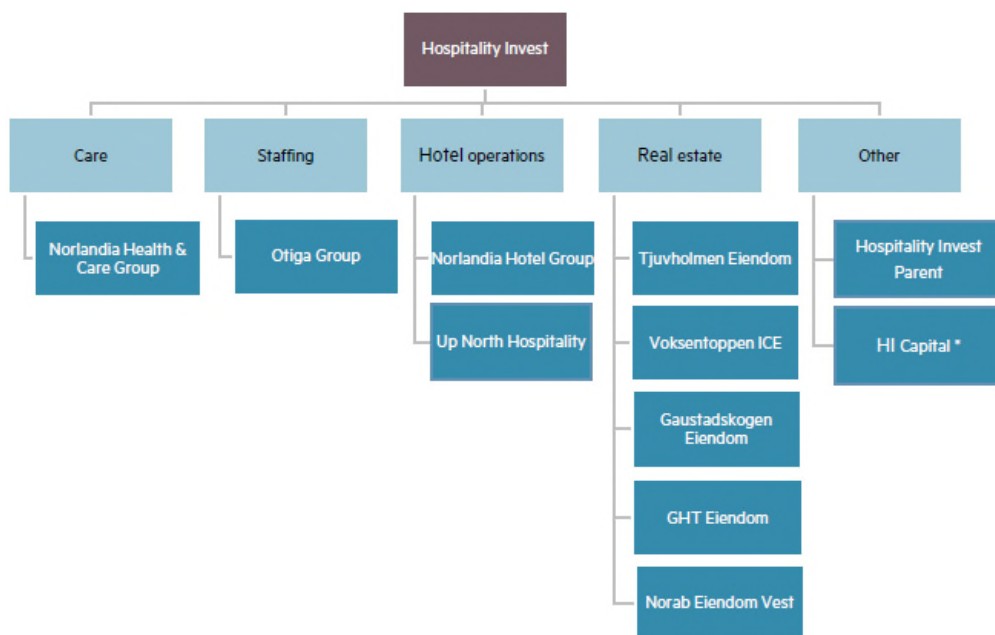 Hospitality Invest
Care
Staffing
Hotel operations
Real estate
Other
Norlandia Health &
Care Group
Otiga Group
Norlandia Hotel Group
Up North Hospitality
Tjuvholmen Eiendom
Voksentoppen ICE
Gaustadskogen
Eiendom
GHT Eiendom
Norab Eiendom Vest
Hospitality Invest
Parent
HI Capital *